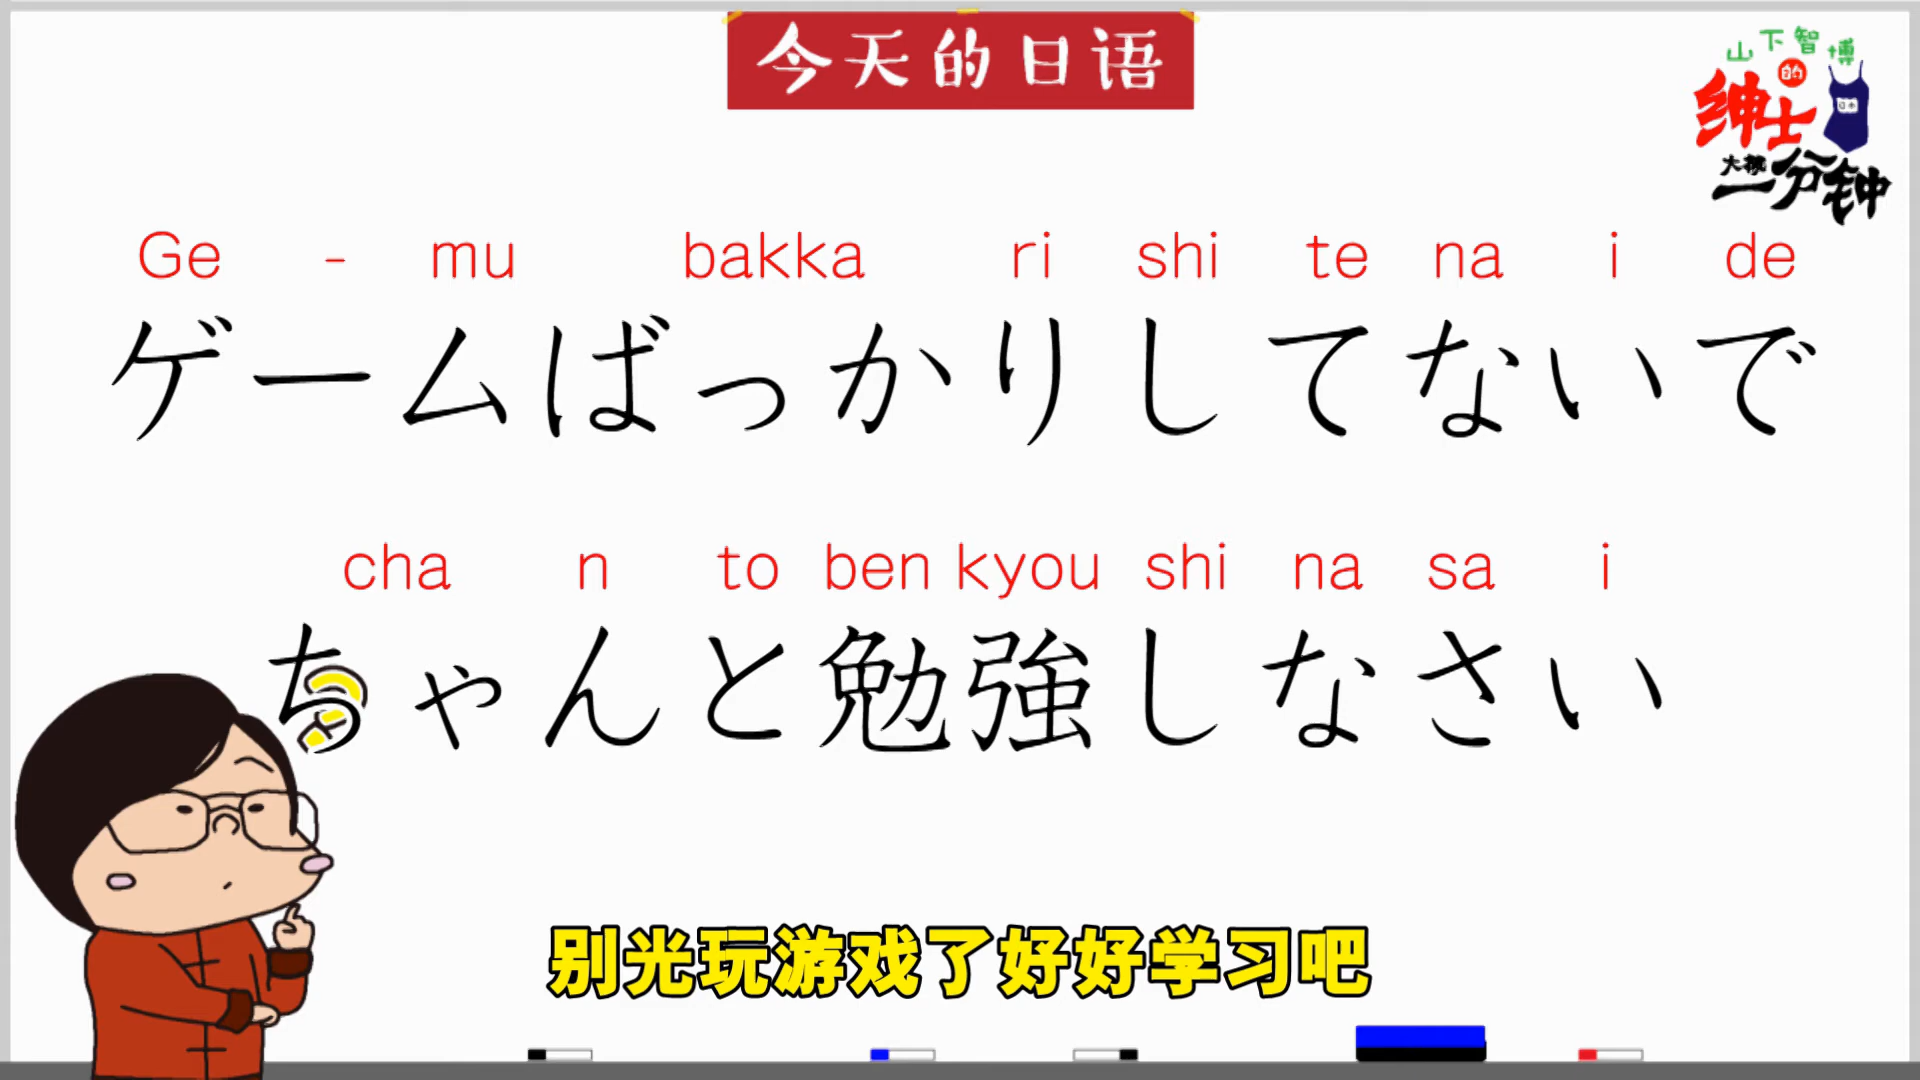 今天的日语
山下智博
的
绅士
大概
一分钟
Ge - mu bakka ri shi te na i de
ゲームばっかりしてないで
cha n to ben kyou shi na sa i
ちゃんと勉強しなさい
别光玩游戏了好好学习吧